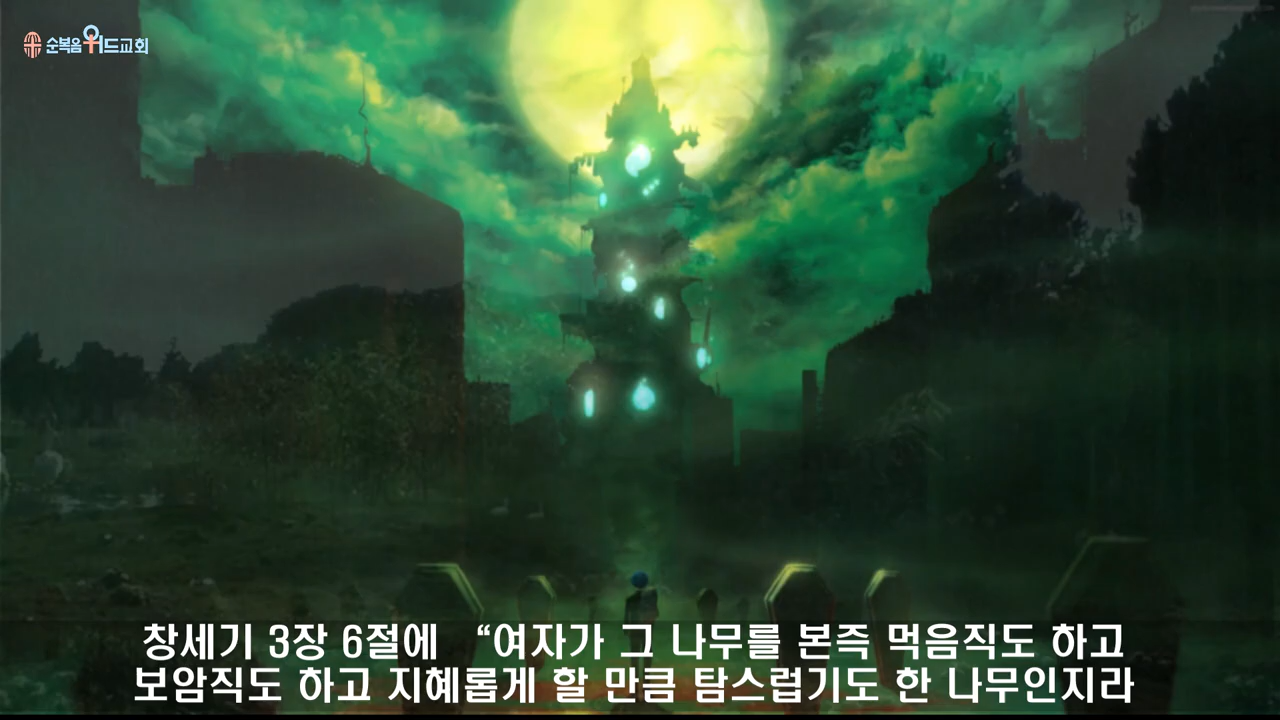 순복음위드교회
창세기 3장 6절에 “여자가 그 나무를 본즉 먹음직도 하고
보암직도 하고 지혜롭게 할 만큼 탐스럽기도 한 나무인지라